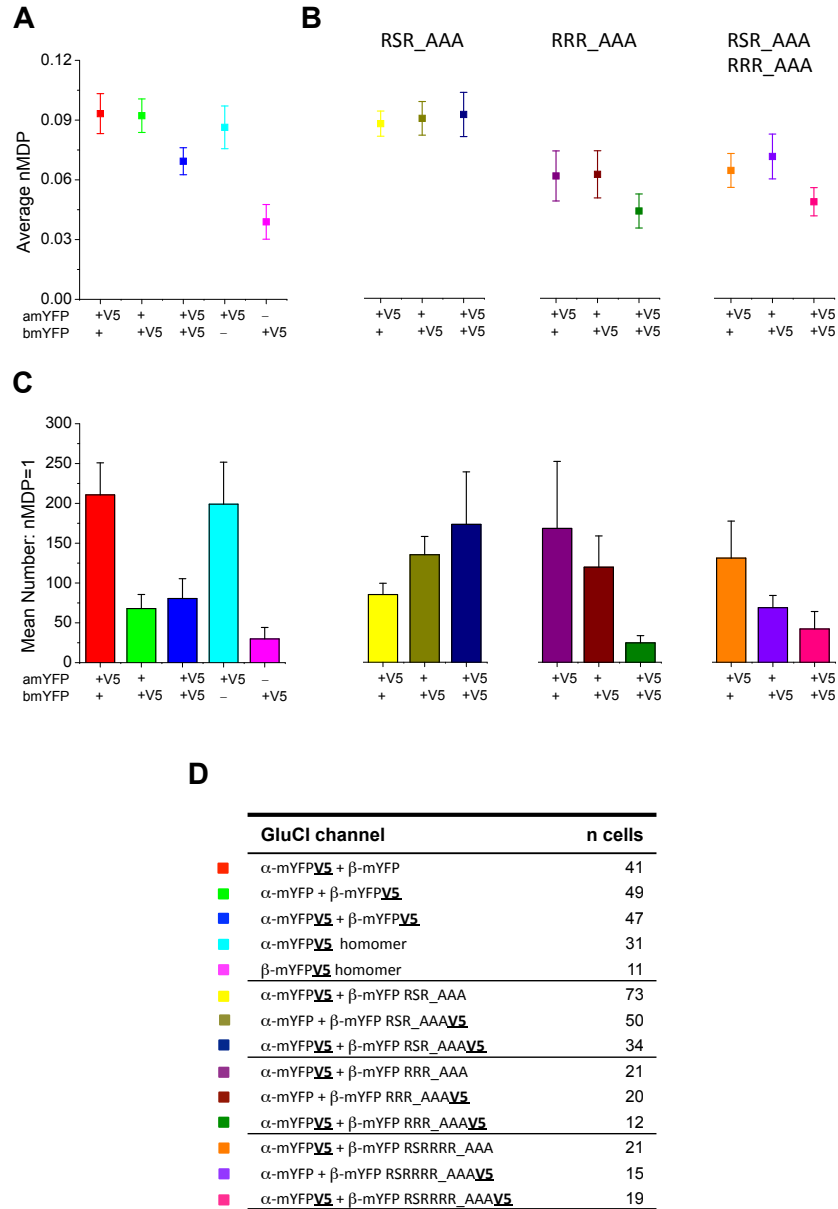 A
B
RSR_AAA
RRR_AAA
RSR_AAA
RRR_AAA
Average nMDP
0.12
0.09
0.06
0.03
0.00
amYFP +V5 + +V5 +V5 – +V5 + +V5 +V5 + +V5 +V5 + +V5
bmYFP + +V5 +V5 – +V5 + +V5 +V5 + +V5 +V5 + +V5 +V5
C
Mean Number: nMDP=1
300
250
200
150
100
50
0
amYFP +V5 + +V5 +V5 – +V5 + +V5 +V5 + +V5 +V5 + +V5
bmYFP + +V5 +V5 – +V5 + +V5 +V5 + +V5 +V5 + +V5 +V5
D
GluCl channel n cells
α-mYFPV5 + β-mYFP 41
α-mYFP + β-mYFPV5 49
α-mYFPV5 + β-mYFPV5 47
α-mYFPV5 homomer 31
β-mYFPV5 homomer 11
α-mYFPV5 + β-mYFP RSR_AAA 73
α-mYFP + β-mYFP RSR_AAAV5 50
α-mYFPV5 + β-mYFP RSR_AAAV5 34
α-mYFPV5 + β-mYFP RRR_AAA 21
α-mYFP + β-mYFP RRR_AAAV5 20
α-mYFPV5 + β-mYFP RRR_AAAV5 12
α-mYFPV5 + β-mYFP RSRRRR_AAA 21
α-mYFP + β-mYFP RSRRRR_AAAV5 15
α-mYFPV5 + β-mYFP RSRRRR_AAAV5 19